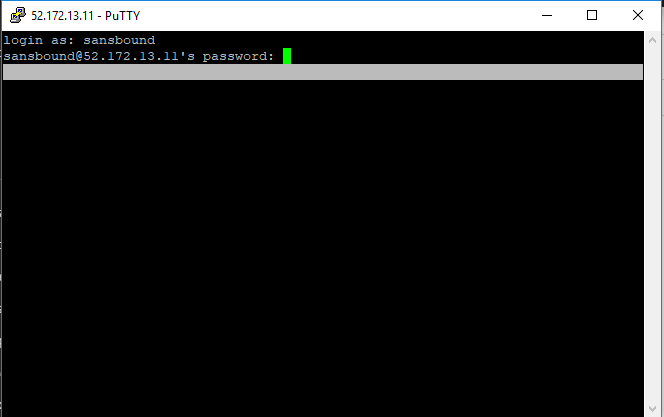 52.172.13.11 - PuTTY
login as: sansbound
sansbound@52.172.13.11's password: